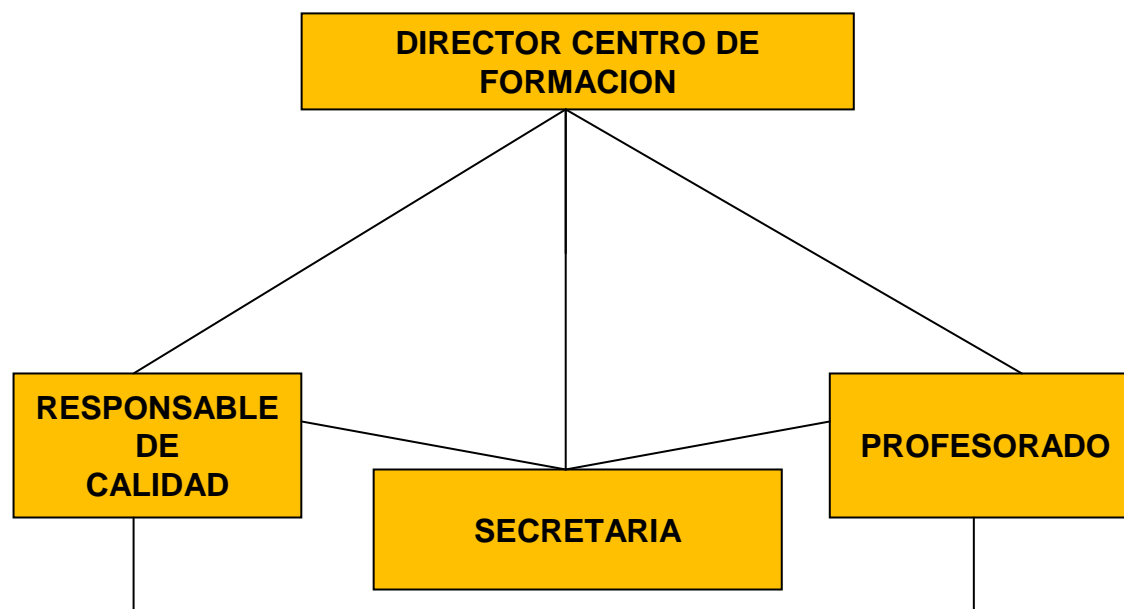 DIRECTOR CENTRO DE
FORMACION
RESPONSABLE
DE
CALIDAD
PROFESORADO
SECRETARIA